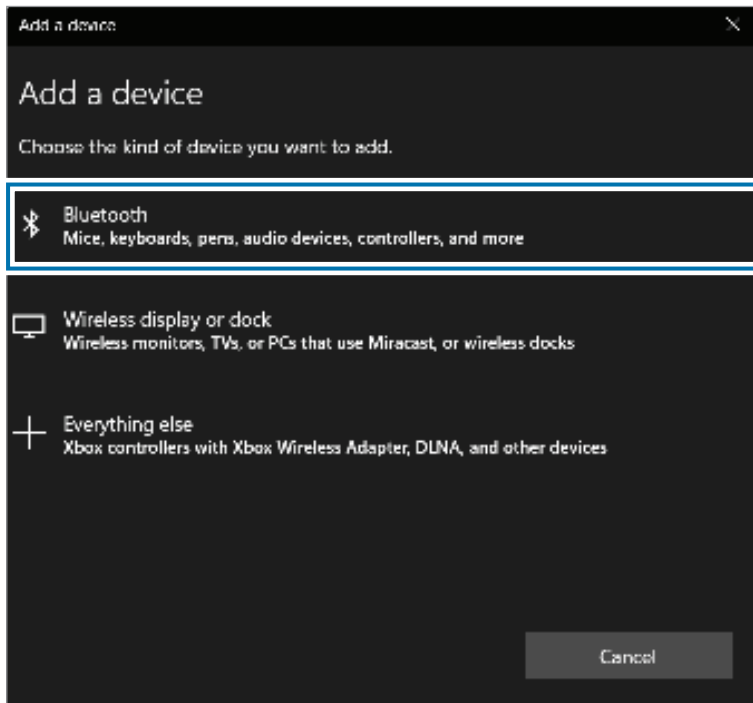 Add a device
Add a device
Choose the kind of device you want to add.
Bluetooth
Mice, keyboards, pens, audio devices, controllers, and more
Wireless display or dock
Wireless monitors, TVs, or PCs that use Miracast, or wireless docks
Everything else
Xbox controllers with Xbox Wireless Adapter, DLNA, and other devices
Cancel